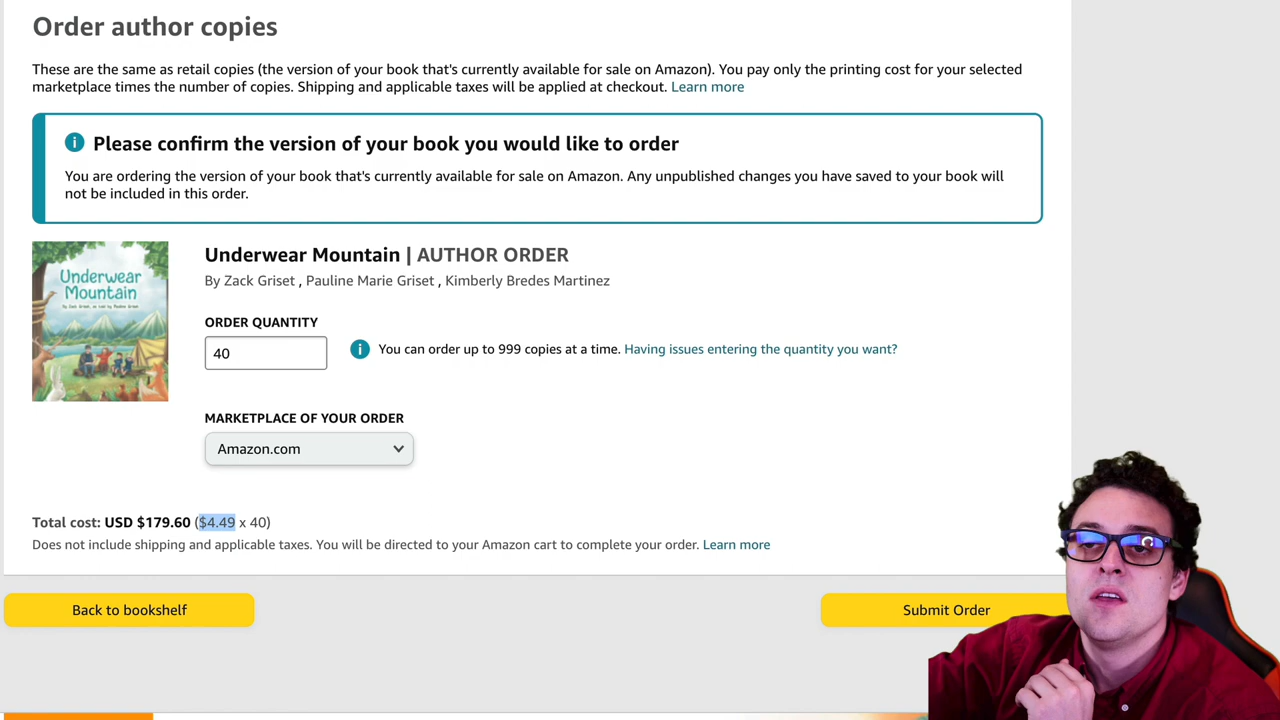 Order author copies
These are the same as retail copies (the version of your book that's currently available for sale on Amazon). You pay only the printing cost for your selected
marketplace times the number of copies. Shipping and applicable taxes will be applied at checkout. Learn more
Please confirm the version of your book you would like to order
You are ordering the version of your book that's currently available for sale on Amazon. Any unpublished changes you have saved to your book will
not be included in this order.
Underwear
Mountain
By Zack Griset, as told by Pauline Griset
Underwear Mountain | AUTHOR ORDER
By Zack Griset , Pauline Marie Griset , Kimberly Bredes Martinez
ORDER QUANTITY
40
You can order up to 999 copies at a time. Having issues entering the quantity you want?
MARKETPLACE OF YOUR ORDER
Amazon.com
Total cost: USD $179.60 ($4.49 x 40)
Does not include shipping and applicable taxes. You will be directed to your Amazon cart to complete your order. Learn more
Back to bookshelf
Submit Order